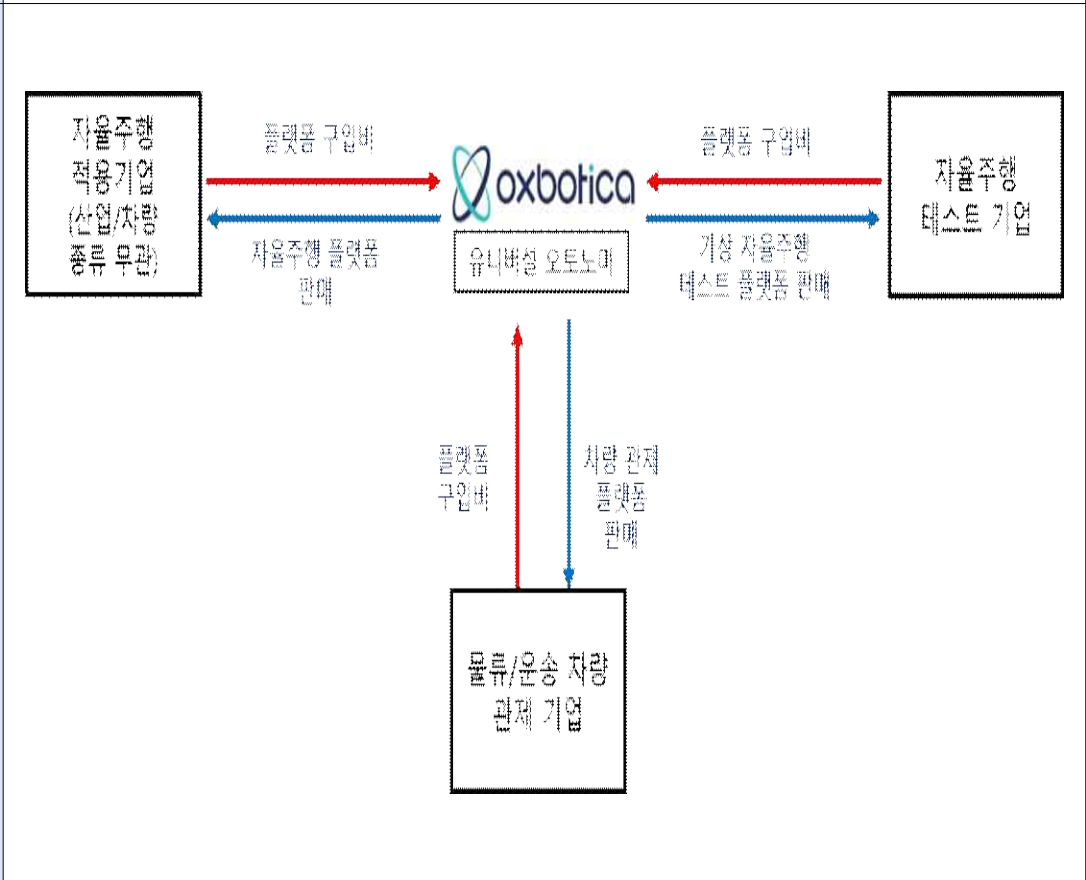 자율주행
적용기업
(산업/차량
종류 무관)
플랫폼 구입비
자율주행 플랫폼
판매
oxbotica
유니버설 오토노미
플랫폼 구입비
가상 자율주행
테스트 플랫폼 판매
자율주행
테스트 기업
플랫폼
구입비
차량 관제
플랫폼
판매
물류/운송 차량
관제 기업